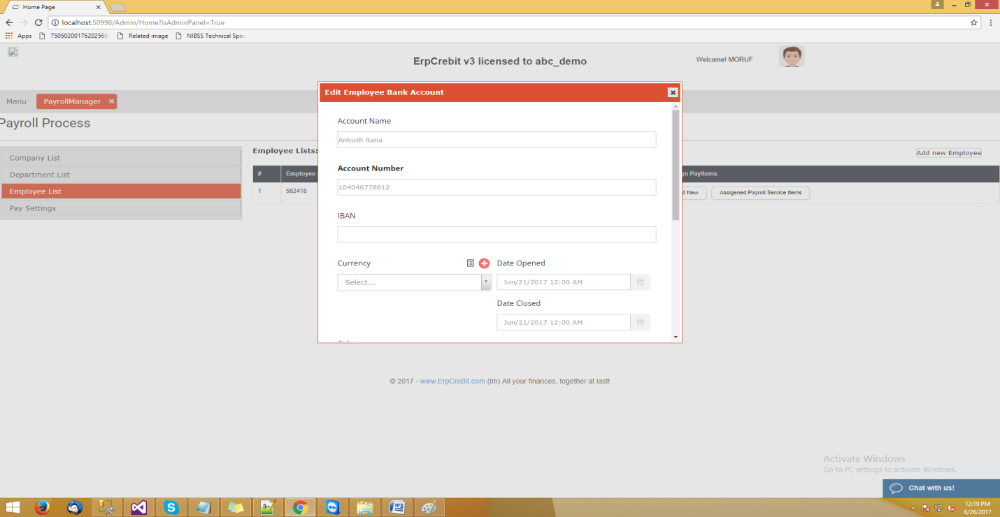 Home Page
localhost:50998/Admin/Home?isAdminPanel=True
Apps 7505020017620256 Related image NIBSS Technical Spec
ErpCrebit v3 licensed to abc_demo
Welcome! MORUF
Menu PayrollManager
Payroll Process
Company List
Department List
Employee List
Pay Settings
Employee Lists:
Add new Employee
# Employee gn PayItems
1 582418 d New Assigened Payroll Service Items
Edit Employee Bank Account
Account Name
Ankush Rana
Account Number
104046778612
IBAN
Currency
Select...
Date Opened
Jun/21/2017 12:00 AM
Date Closed
Jun/21/2017 12:00 AM
© 2017 - www.ErpCreBit.com (tm) All your finances, together at last!
Activate Windows
Go to PC settings to activate Windows.
Chat with us!
12:19 PM
6/26/2017